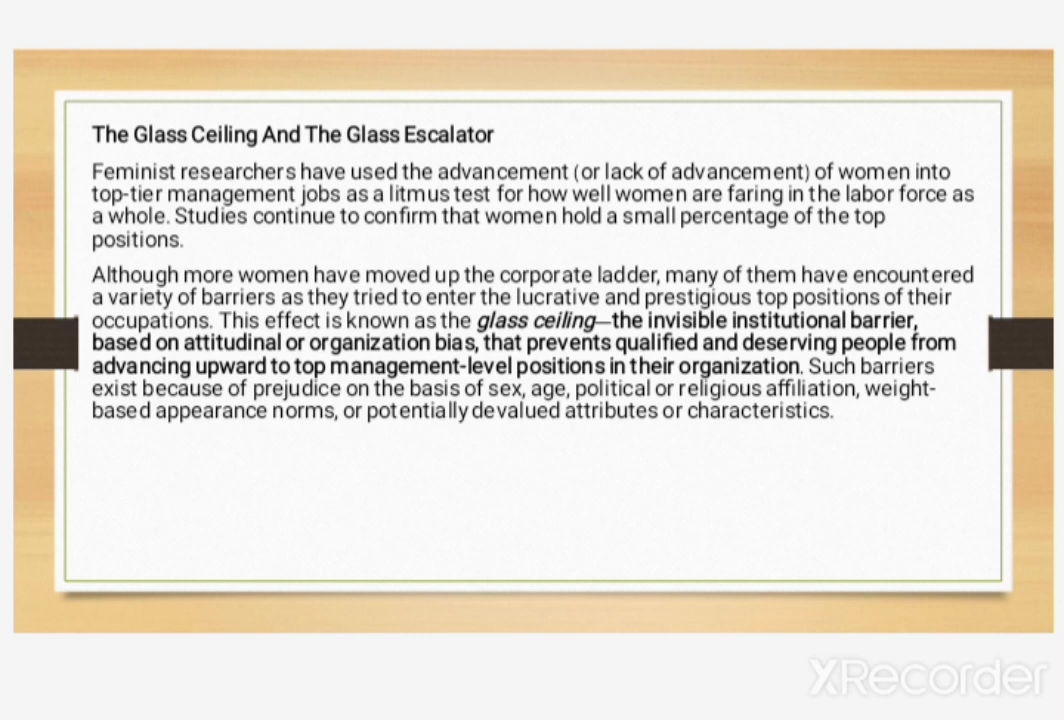 The Glass Ceiling And The Glass Escalator
Feminist researchers have used the advancement (or lack of advancement) of women into
top-tier management jobs as a litmus test for how well women are faring in the labor force as
a whole. Studies continue to confirm that women hold a small percentage of the top
positions.
Although more women have moved up the corporate ladder, many of them have encountered
a variety of barriers as they tried to enter the lucrative and prestigious top positions of their
occupations. This effect is known as the glass ceiling—the invisible institutional barrier,
based on attitudinal or organization bias, that prevents qualified and deserving people from
advancing upward to top management-level positions in their organization. Such barriers
exist because of prejudice on the basis of sex, age, political or religious affiliation, weight-
based appearance norms, or potentially devalued attributes or characteristics.
XRecorder